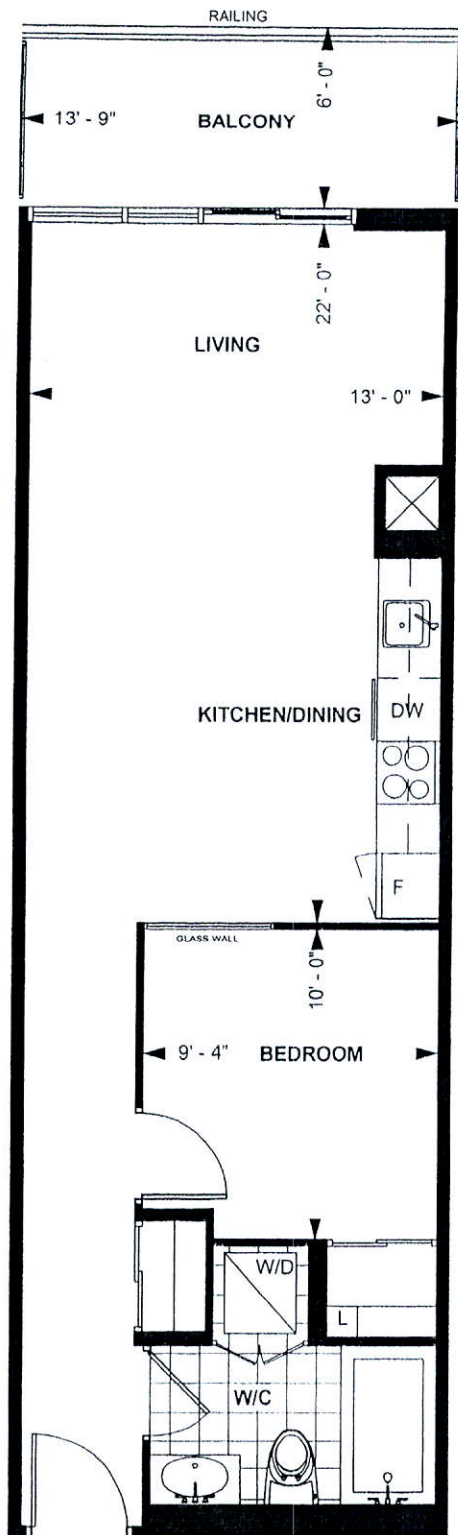 RAILING
6' - 0"
13' - 9"
BALCONY
22' - 0"
LIVING
13' - 0"
KITCHEN/DINING
DW
F
GLASS WALL
10' - 0"
9' - 4"
BEDROOM
W/D
L
W/C